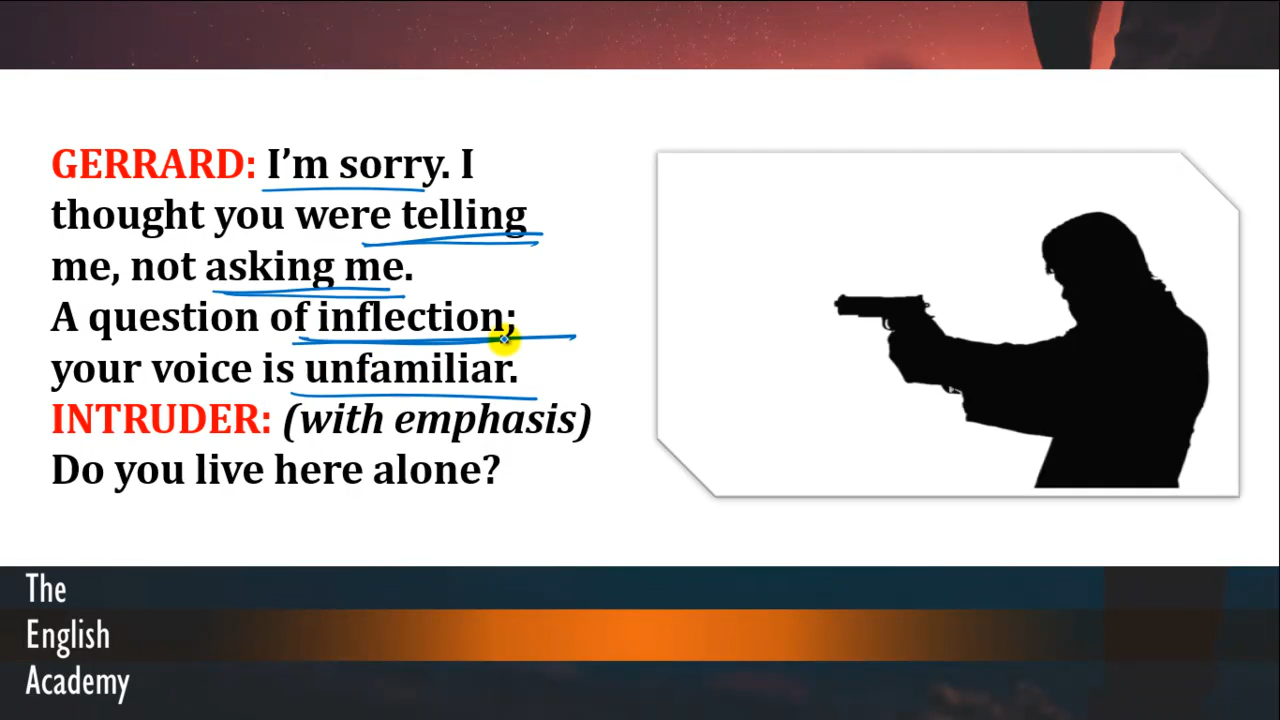 GERRARD: I’m sorry. I
thought you were telling
me, not asking me.
A question of inflection;
your voice is unfamiliar.
INTRUDER: (with emphasis)
Do you live here alone?
The
English
Academy